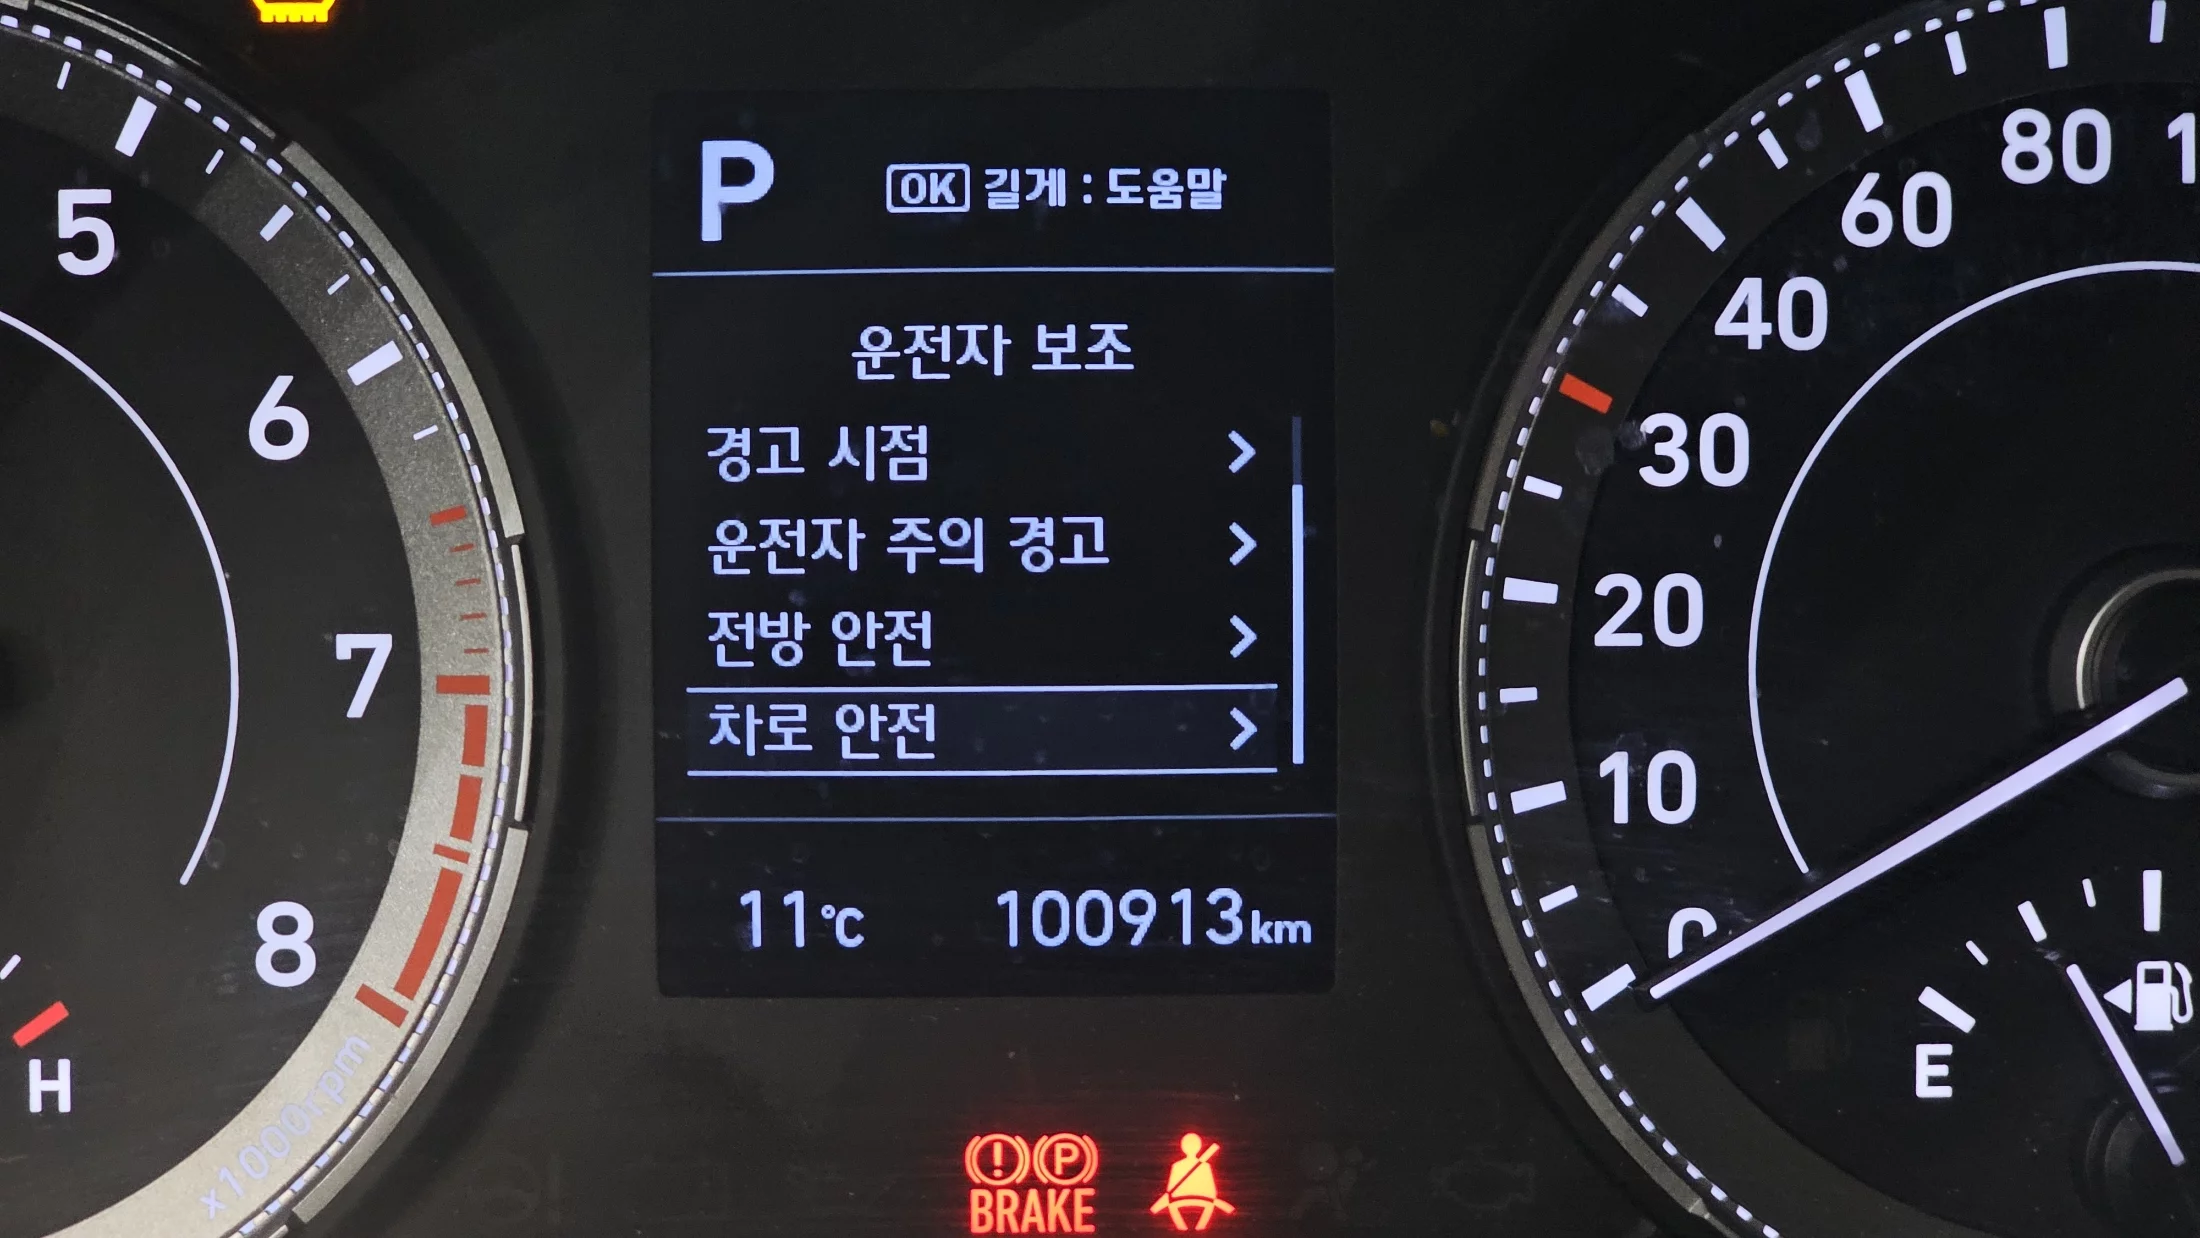 P
OK 길게 : 도움말
운전자 보조
경고 시점
운전자 주의 경고
전방 안전
차로 안전
11℃ 100913km
5
6
7
8
H
x1000rpm
80
60
40
30
20
10
0
E
BRAKE
P